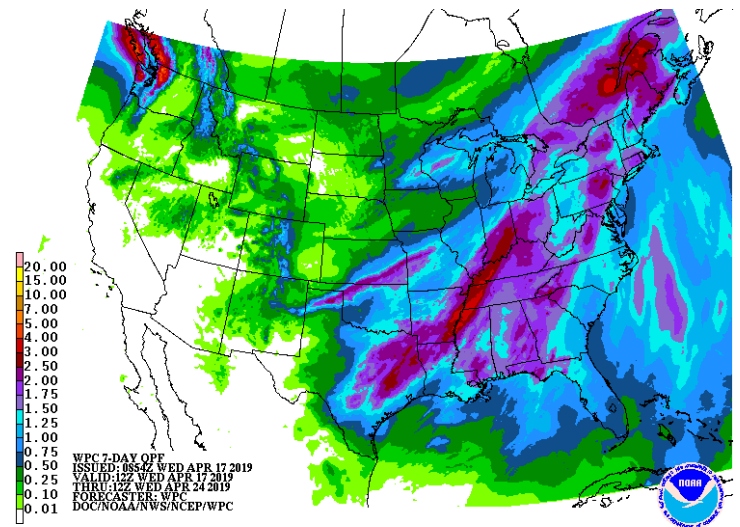 20.00
15.00
10.00
7.00
5.00
4.00
3.00
2.50
2.00
1.75
1.50
1.25
1.00
0.75
0.50
0.25
0.10
0.01
WPC 7-DAY QPF
ISSUED: 0854Z WED APR 17 2019
VALID:12Z WED APR 17 2019
THRU:12Z WED APR 24 2019
FORECASTER: WPC
DOC/NOAA/NWS/NCEP/WPC
NOAA